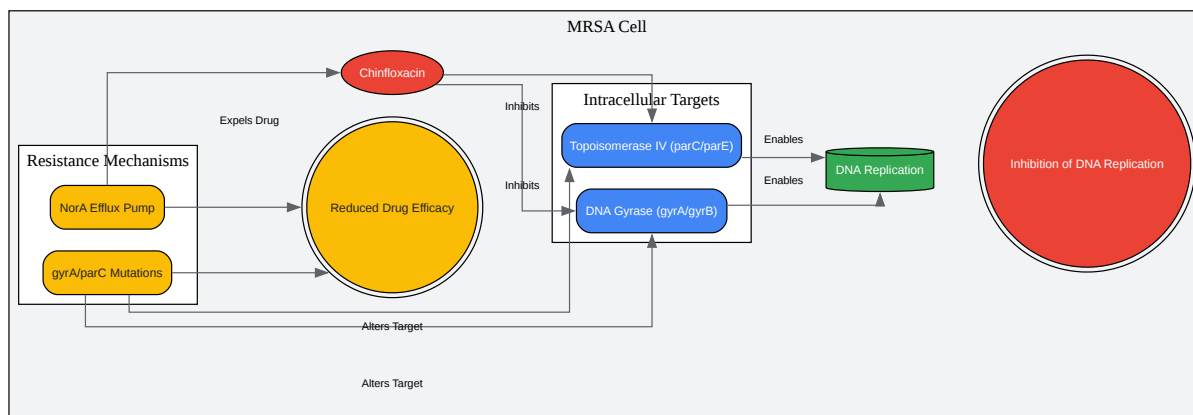 MRSA Cell
Chinfloxacin
Inhibits
Intracellular Targets
Expels Drug
Topoisomerase IV (parC/parE)
Enables
Resistance Mechanisms
DNA Replication
Inhibition of DNA Replication
Enables
Inhibits
NorA Efflux Pump
Reduced Drug Efficacy
DNA Gyrase (gyrA/gyrB)
gyrA/parC Mutations
Alters Target
Alters Target